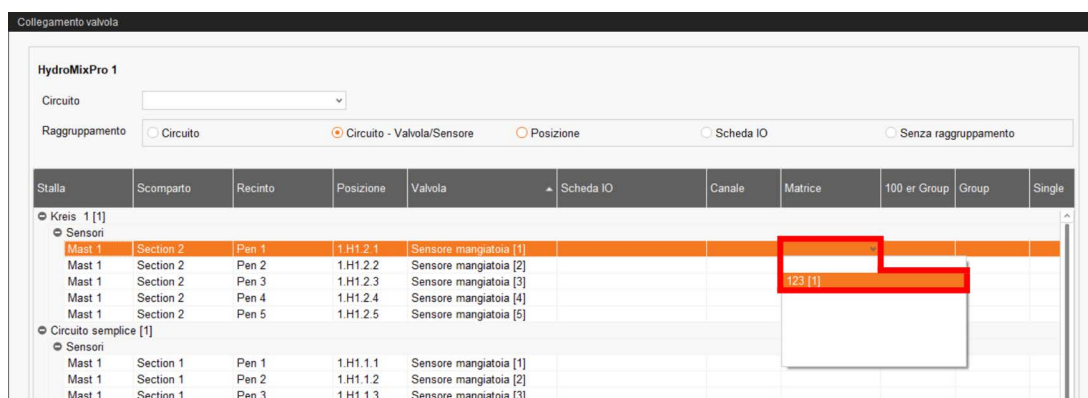 Collegamento valvola
HydroMixPro 1
Circuito
Raggruppamento Circuito Circuito - Valvola/Sensore Posizione Scheda IO Senza raggruppamento
Stalla Scomparto Recinto Posizione Valvola Scheda IO Canale Matrice 100 er Group Group Single
Kreis 1 [1]
Sensori
Mast 1 Section 2 Pen 1 1.H1.2.1 Sensore mangiatoia [1]
Mast 1 Section 2 Pen 2 1.H1.2.2 Sensore mangiatoia [2]
Mast 1 Section 2 Pen 3 1.H1.2.3 Sensore mangiatoia [3] 123 [1]
Mast 1 Section 2 Pen 4 1.H1.2.4 Sensore mangiatoia [4]
Mast 1 Section 2 Pen 5 1.H1.2.5 Sensore mangiatoia [5]
Circuito semplice [1]
Sensori
Mast 1 Section 1 Pen 1 1.H1.1.1 Sensore mangiatoia [1]
Mast 1 Section 1 Pen 2 1.H1.1.2 Sensore mangiatoia [2]
Mast 1 Section 1 Pen 3 1.H1.1.3 Sensore mangiatoia [3]